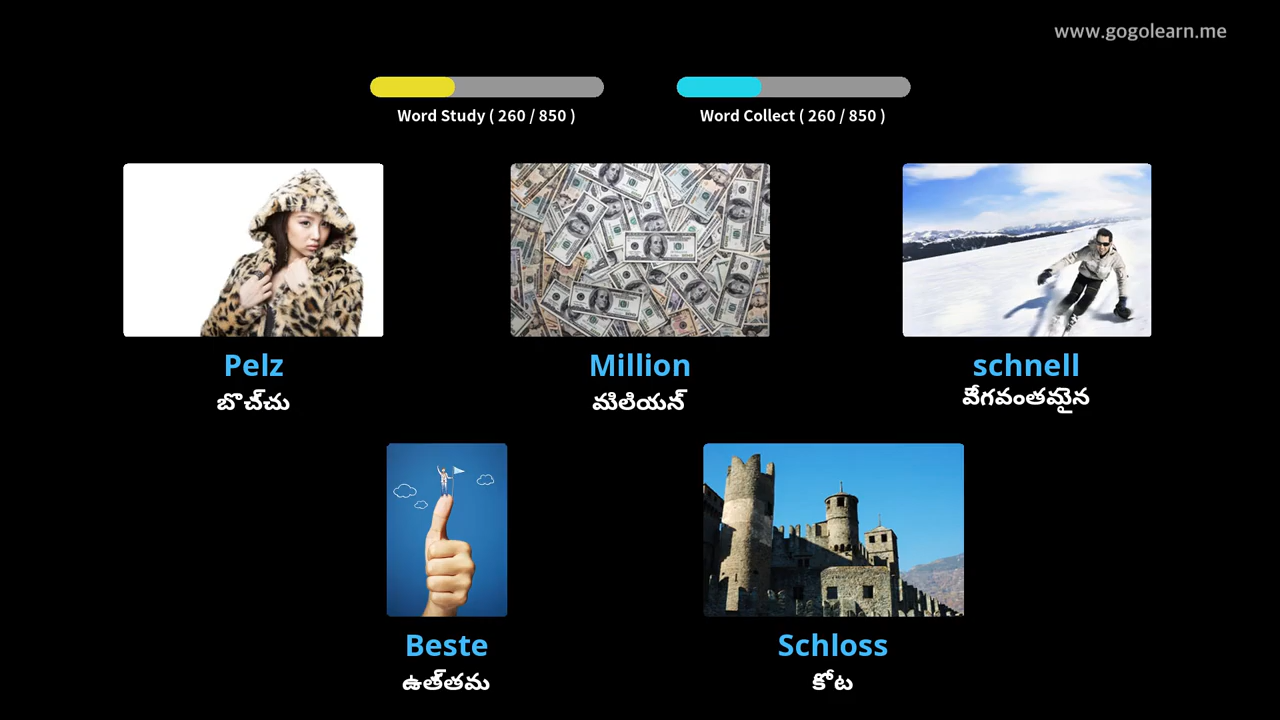 www.gogolearn.me
Word Study ( 260 / 850 )
Word Collect ( 260 / 850 )
Pelz
Million
schnell
బొచ్చు
మిలియన్
వేగవంతమైన
Beste
Schloss
ఉత్తమ
కోట